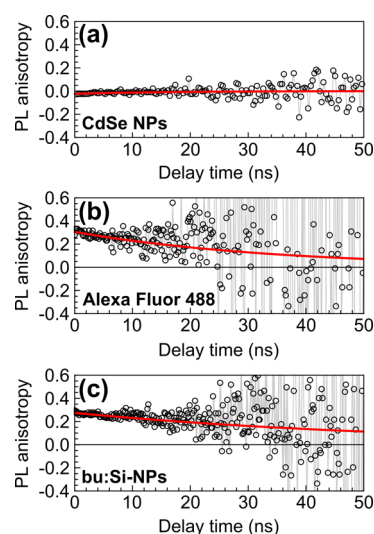 (a)
0.6
0.4
0.2
0.0
-0.2
-0.4
PL anisotropy
CdSe NPs
0 10 20 30 40 50
Delay time (ns)
(b)
0.6
0.4
0.2
0.0
-0.2
-0.4
PL anisotropy
Alexa Fluor 488
0 10 20 30 40 50
Delay time (ns)
(c)
0.6
0.4
0.2
0.0
-0.2
-0.4
PL anisotropy
bu:Si-NPs
0 10 20 30 40 50
Delay time (ns)